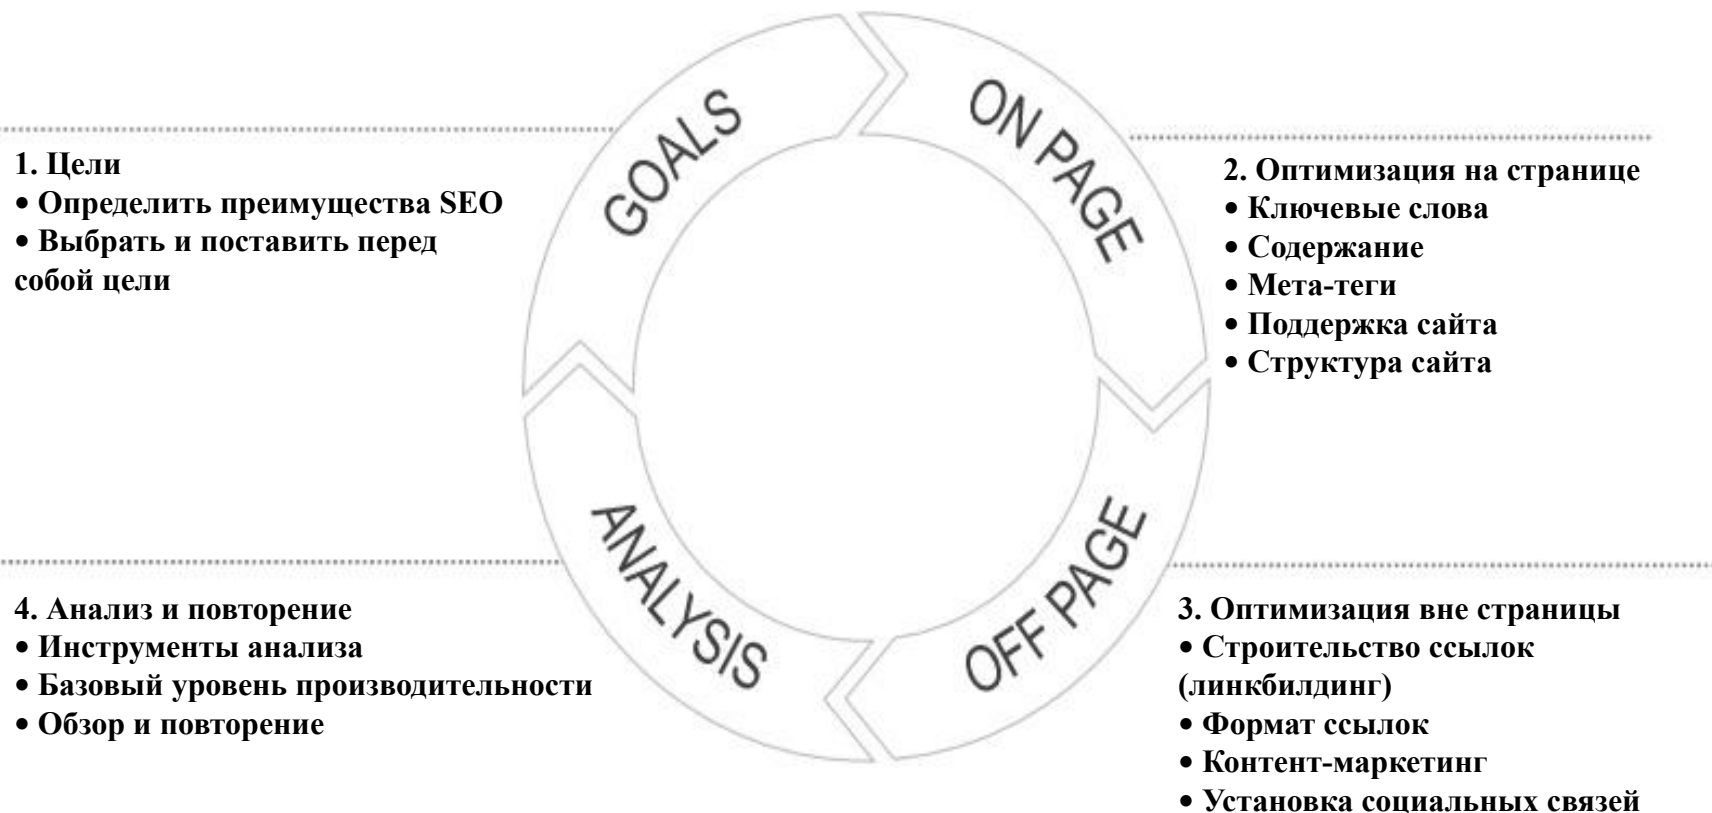 GOALS
ON PAGE
1. Цели
• Определить преимущества SEO
• Выбрать и поставить перед
собой цели
2. Оптимизация на странице
• Ключевые слова
• Содержание
• Мета-теги
• Поддержка сайта
• Структура сайта
ANALYSIS
OFF PAGE
4. Анализ и повторение
• Инструменты анализа
• Базовый уровень производительности
• Обзор и повторение
3. Оптимизация вне страницы
• Строительство ссылок
(линкбилдинг)
• Формат ссылок
• Контент-маркетинг
• Установка социальных связей